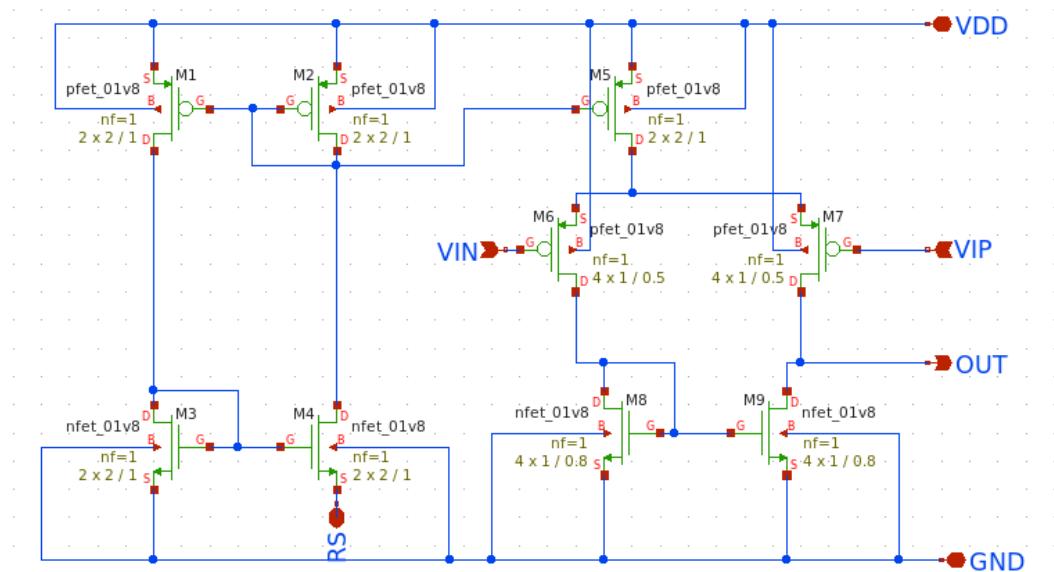 VDD
S
M1
pfet_01v8
B
G
nf=1
2 x 2 / 1
D
M2
S
pfet_01v8
G
B
nf=1
2 x 2 / 1
D
M5
S
pfet_01v8
G
B
nf=1
2 x 2 / 1
D
VIN
M6
S
pfet_01v8
G
B
nf=1
4 x 1 / 0.5
D
S
M7
pfet_01v8
B
G
nf=1
4 x 1 / 0.5
D
VIP
OUT
D
M3
nfet_01v8
B
G
nf=1
2 x 2 / 1
S
M4
D
nfet_01v8
G
B
nf=1
2 x 2 / 1
S
RS
D
M8
nfet_01v8
B
G
nf=1
4 x 1 / 0.8
S
M9
D
nfet_01v8
G
B
nf=1
4 x 1 / 0.8
S
GND